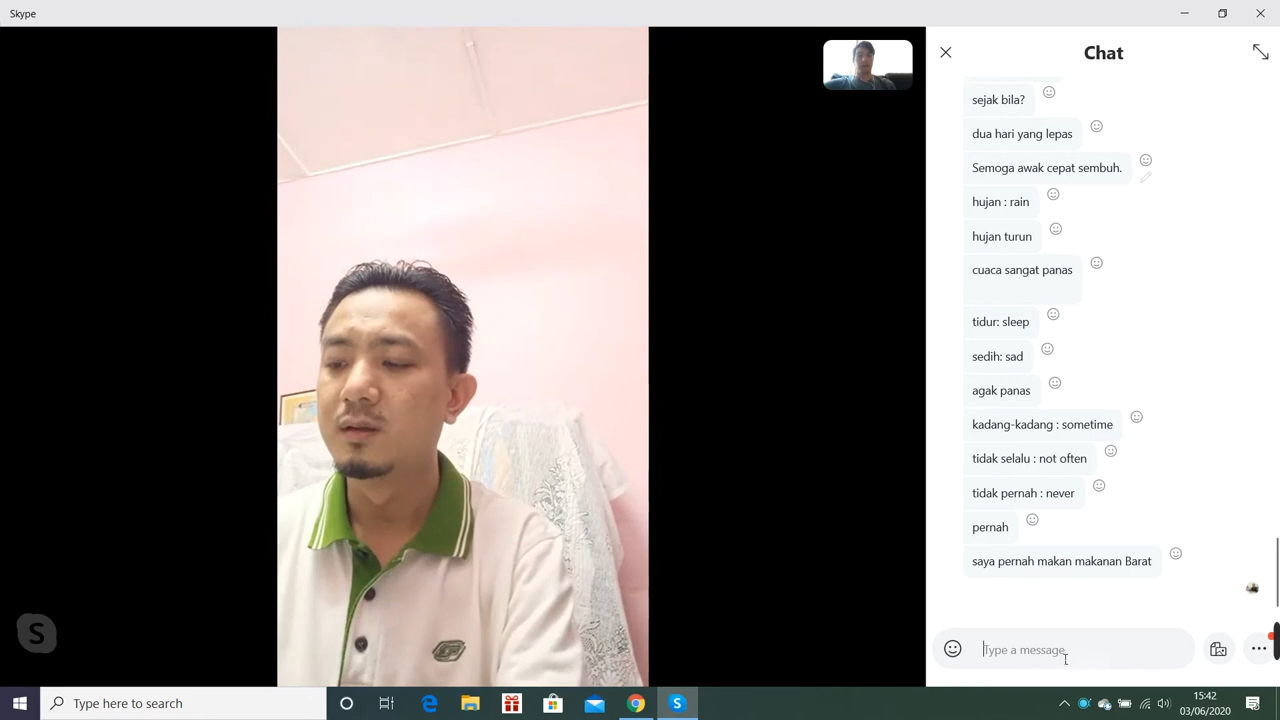 Skype
Chat
sejak bila?
dua hari yang lepas
Semoga awak cepat sembuh.
hujan : rain
hujan turun
cuaca sangat panas
tidur: sleep
sedih: sad
agak panas
kadang-kadang : sometime
tidak selalu : not often
tidak pernah : never
pernah
saya pernah makan makanan Barat
Type a message
Type here to search
15:42
03/06/2020